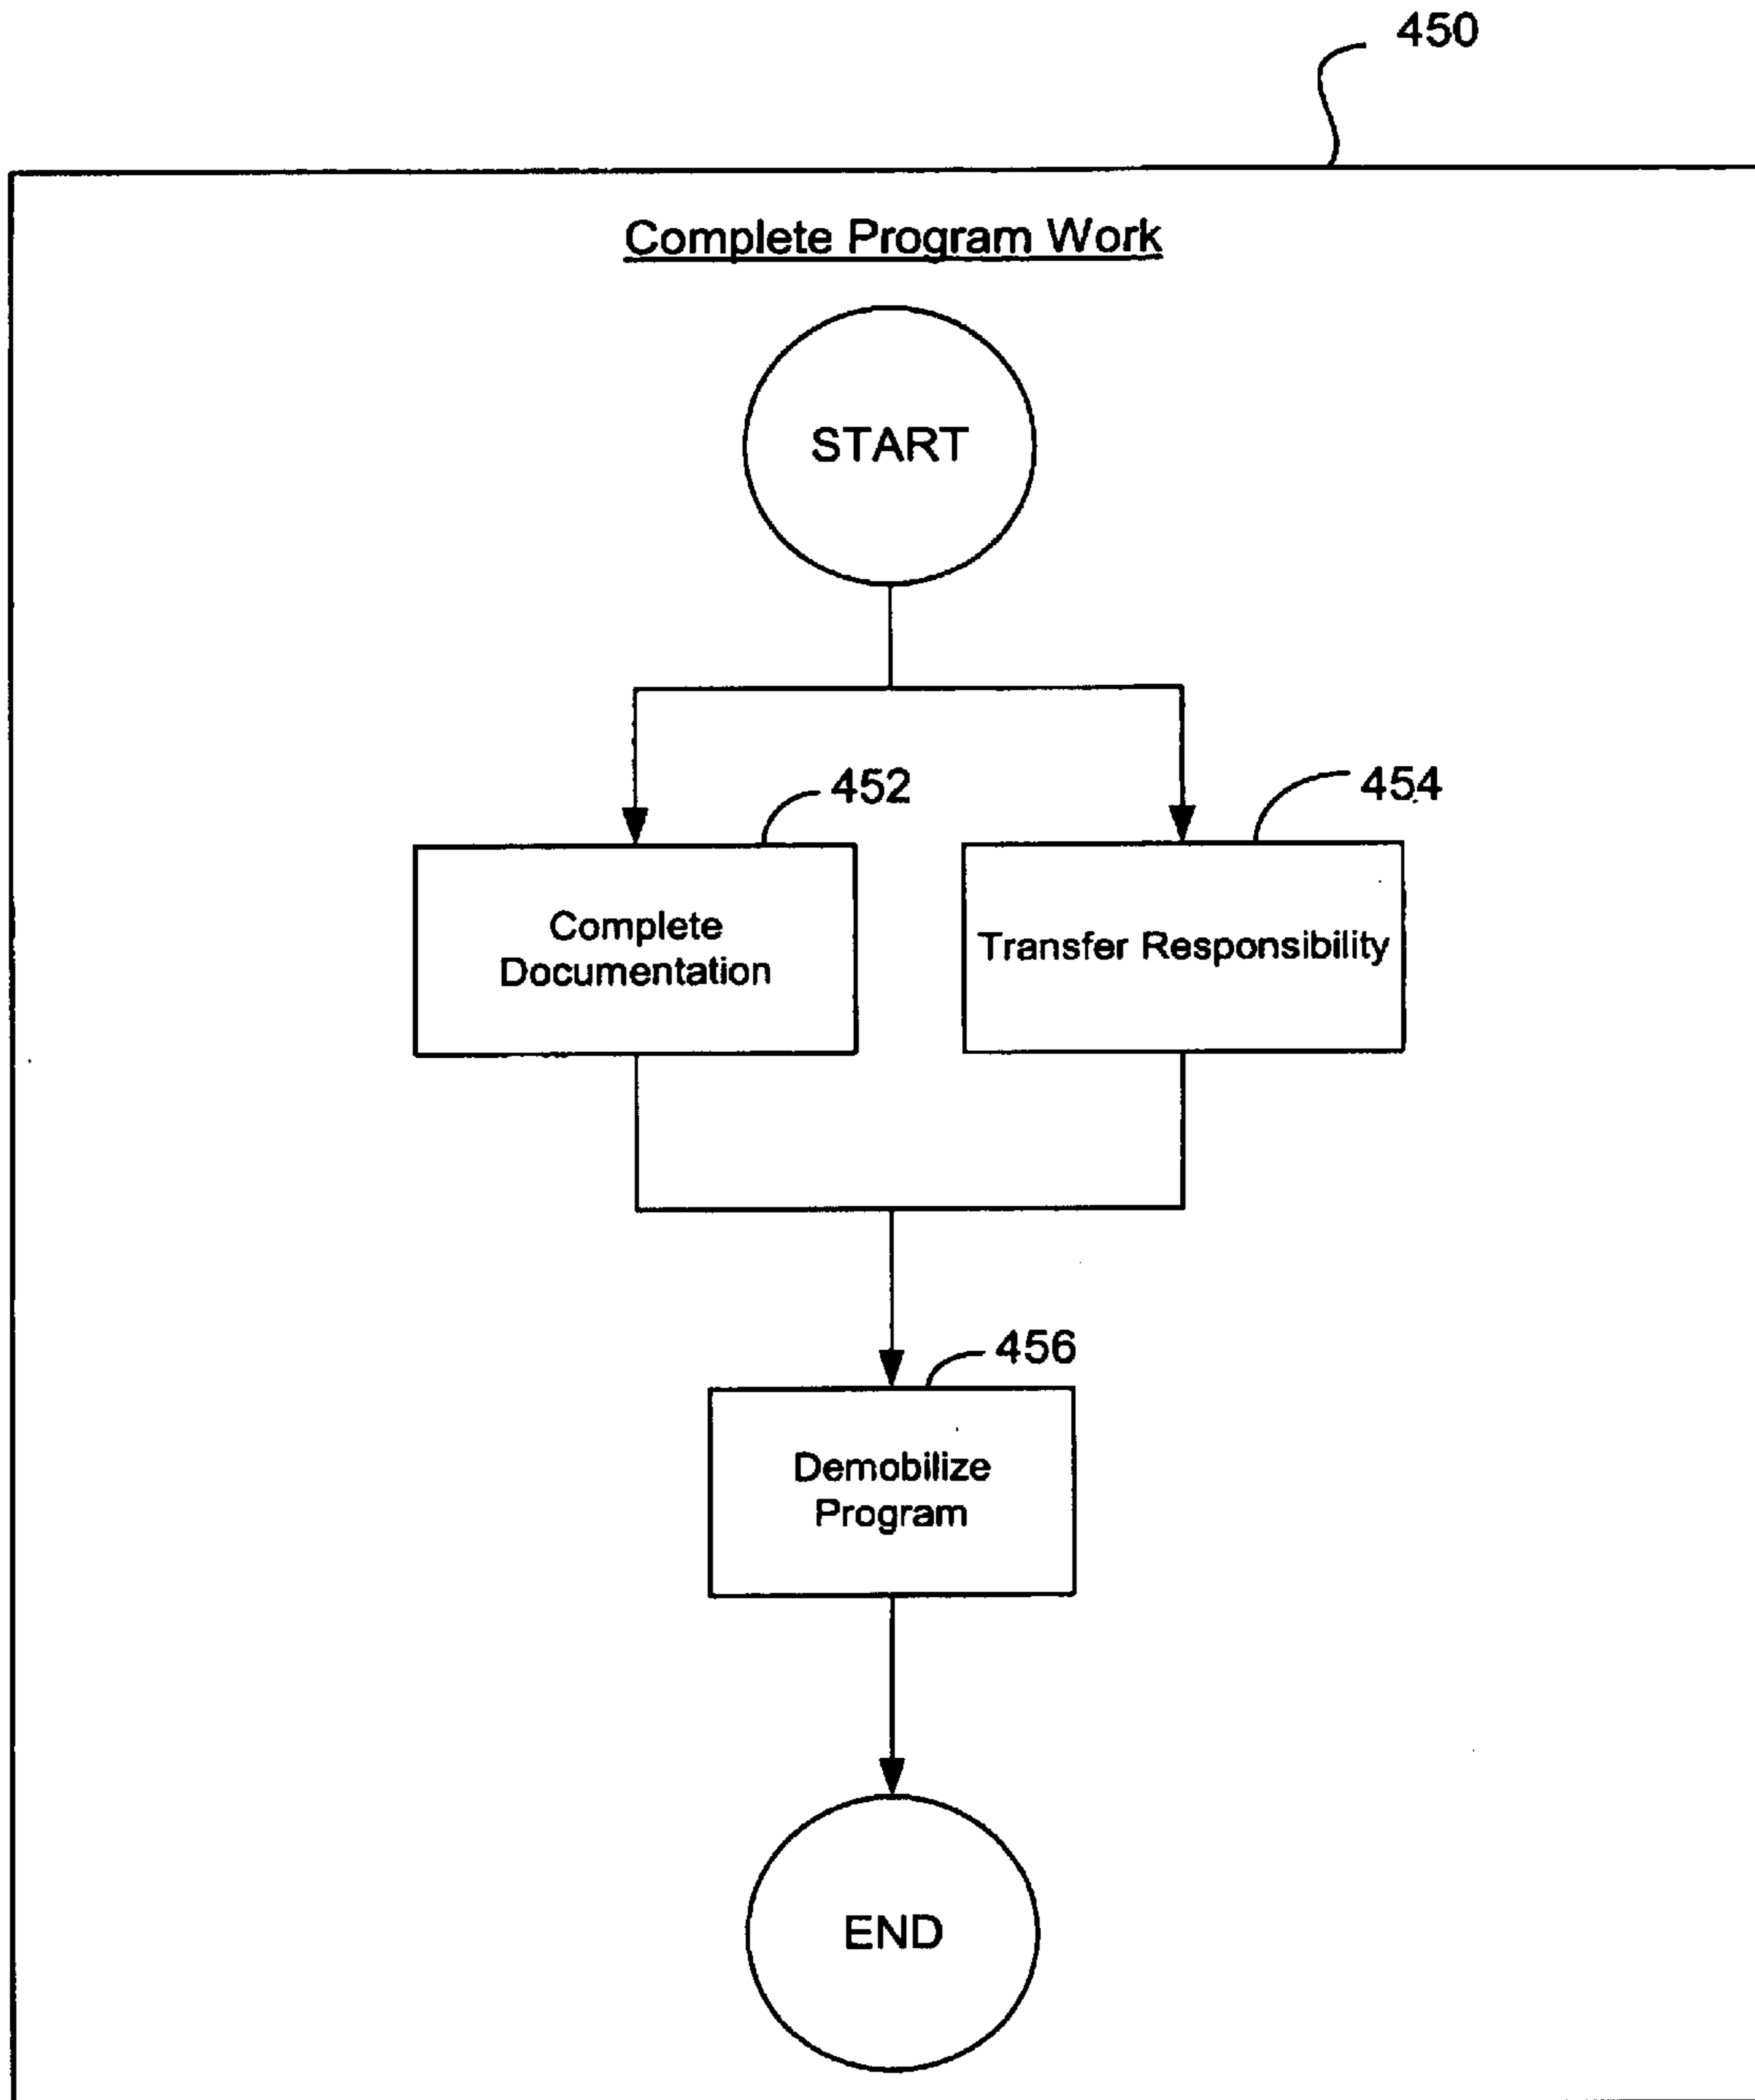 450
Complete Program Work
START
452
454
Complete
Documentation
Transfer Responsibility
456
Demobilize
Program
END